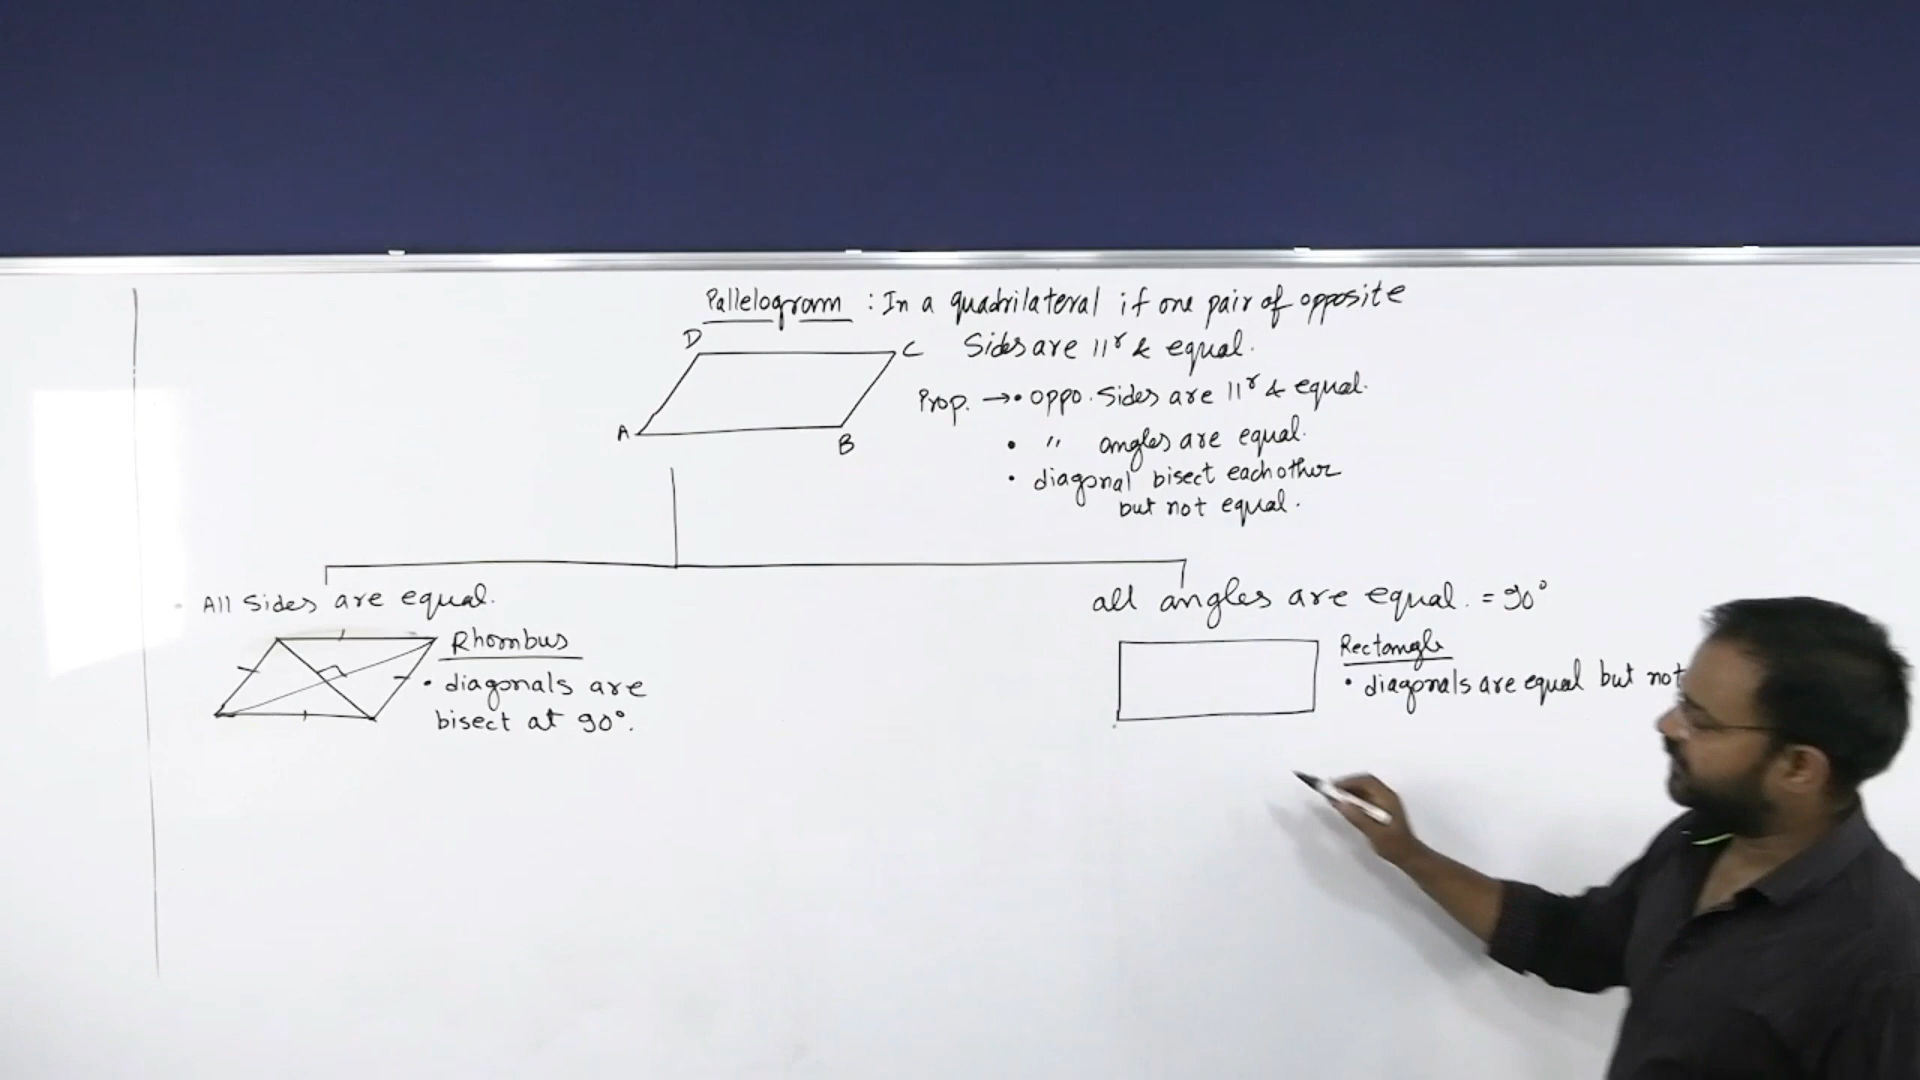 Pallelogram : In a quadrilateral if one pair of opposite
Sides are ||r & equal.
D
C
A
B
Prop. → • oppo. Sides are ||r & equal.
• " angles are equal.
• diagonal bisect each other
but not equal.
• All Sides are equal.
Rhombus
• diagonals are
bisect at 90°.
all angles are equal. = 90°
Rectangle
• diagonals are equal but not